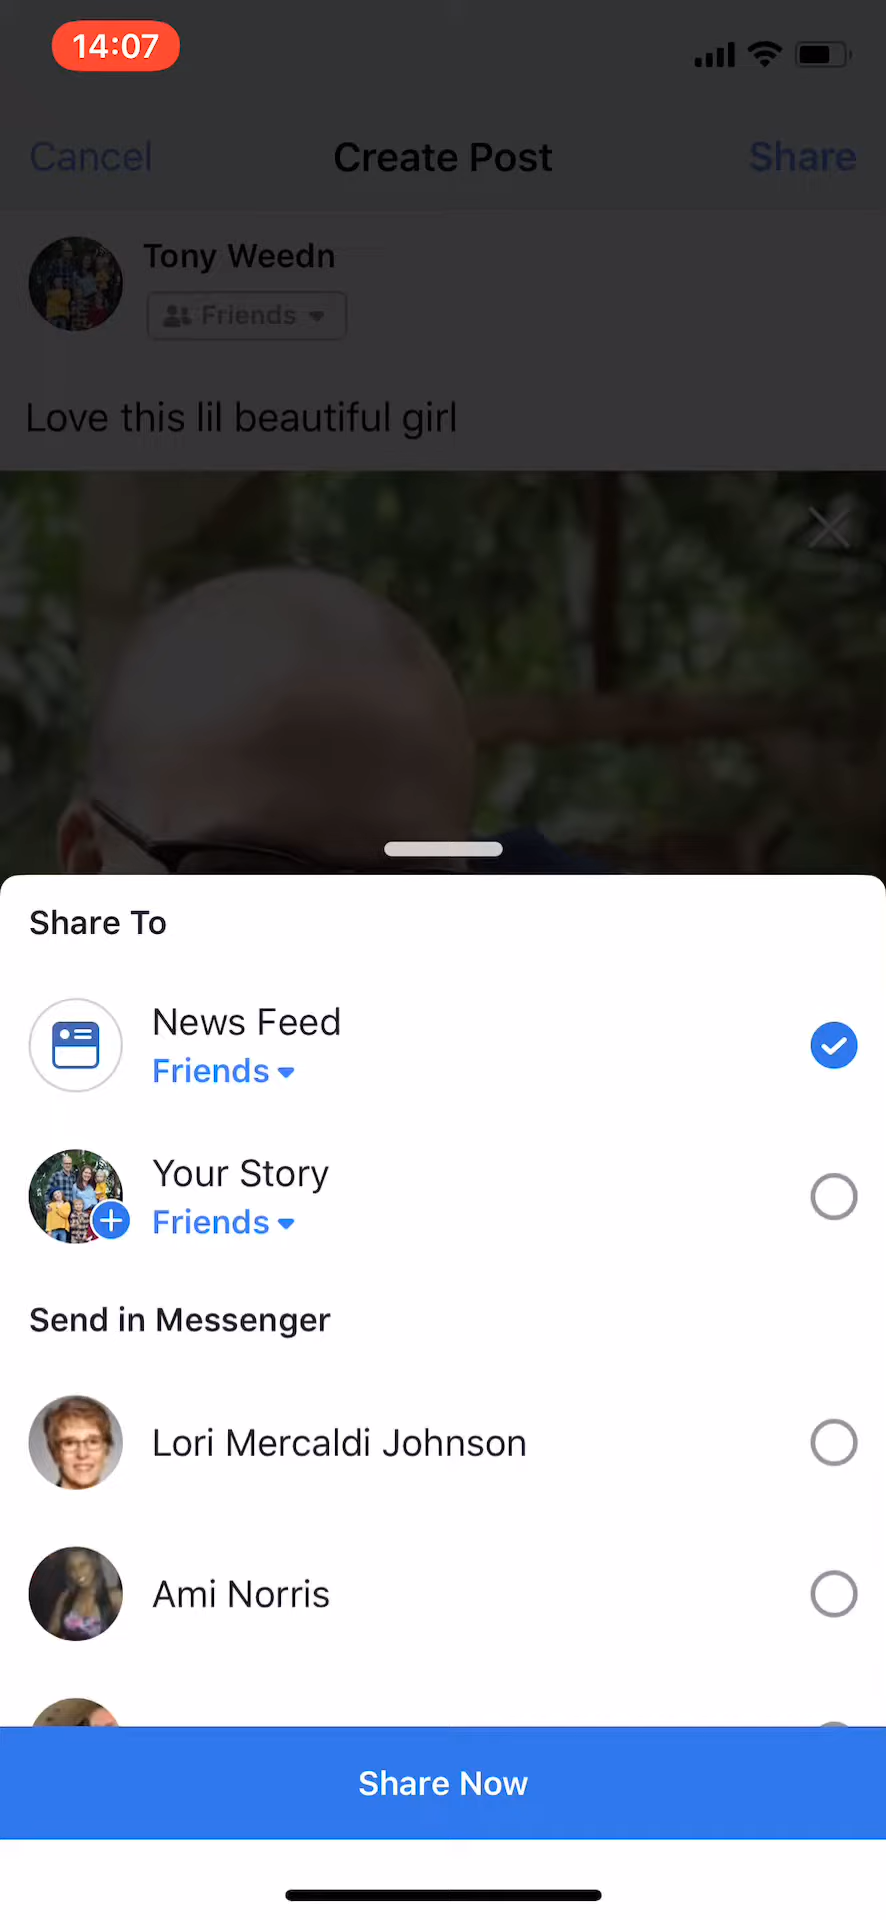 14:07
Cancel
Create Post
Share
Tony Weedn
Friends
Love this lil beautiful girl
Share To
News Feed
Friends
Your Story
Friends
Send in Messenger
Lori Mercaldi Johnson
Ami Norris
Share Now